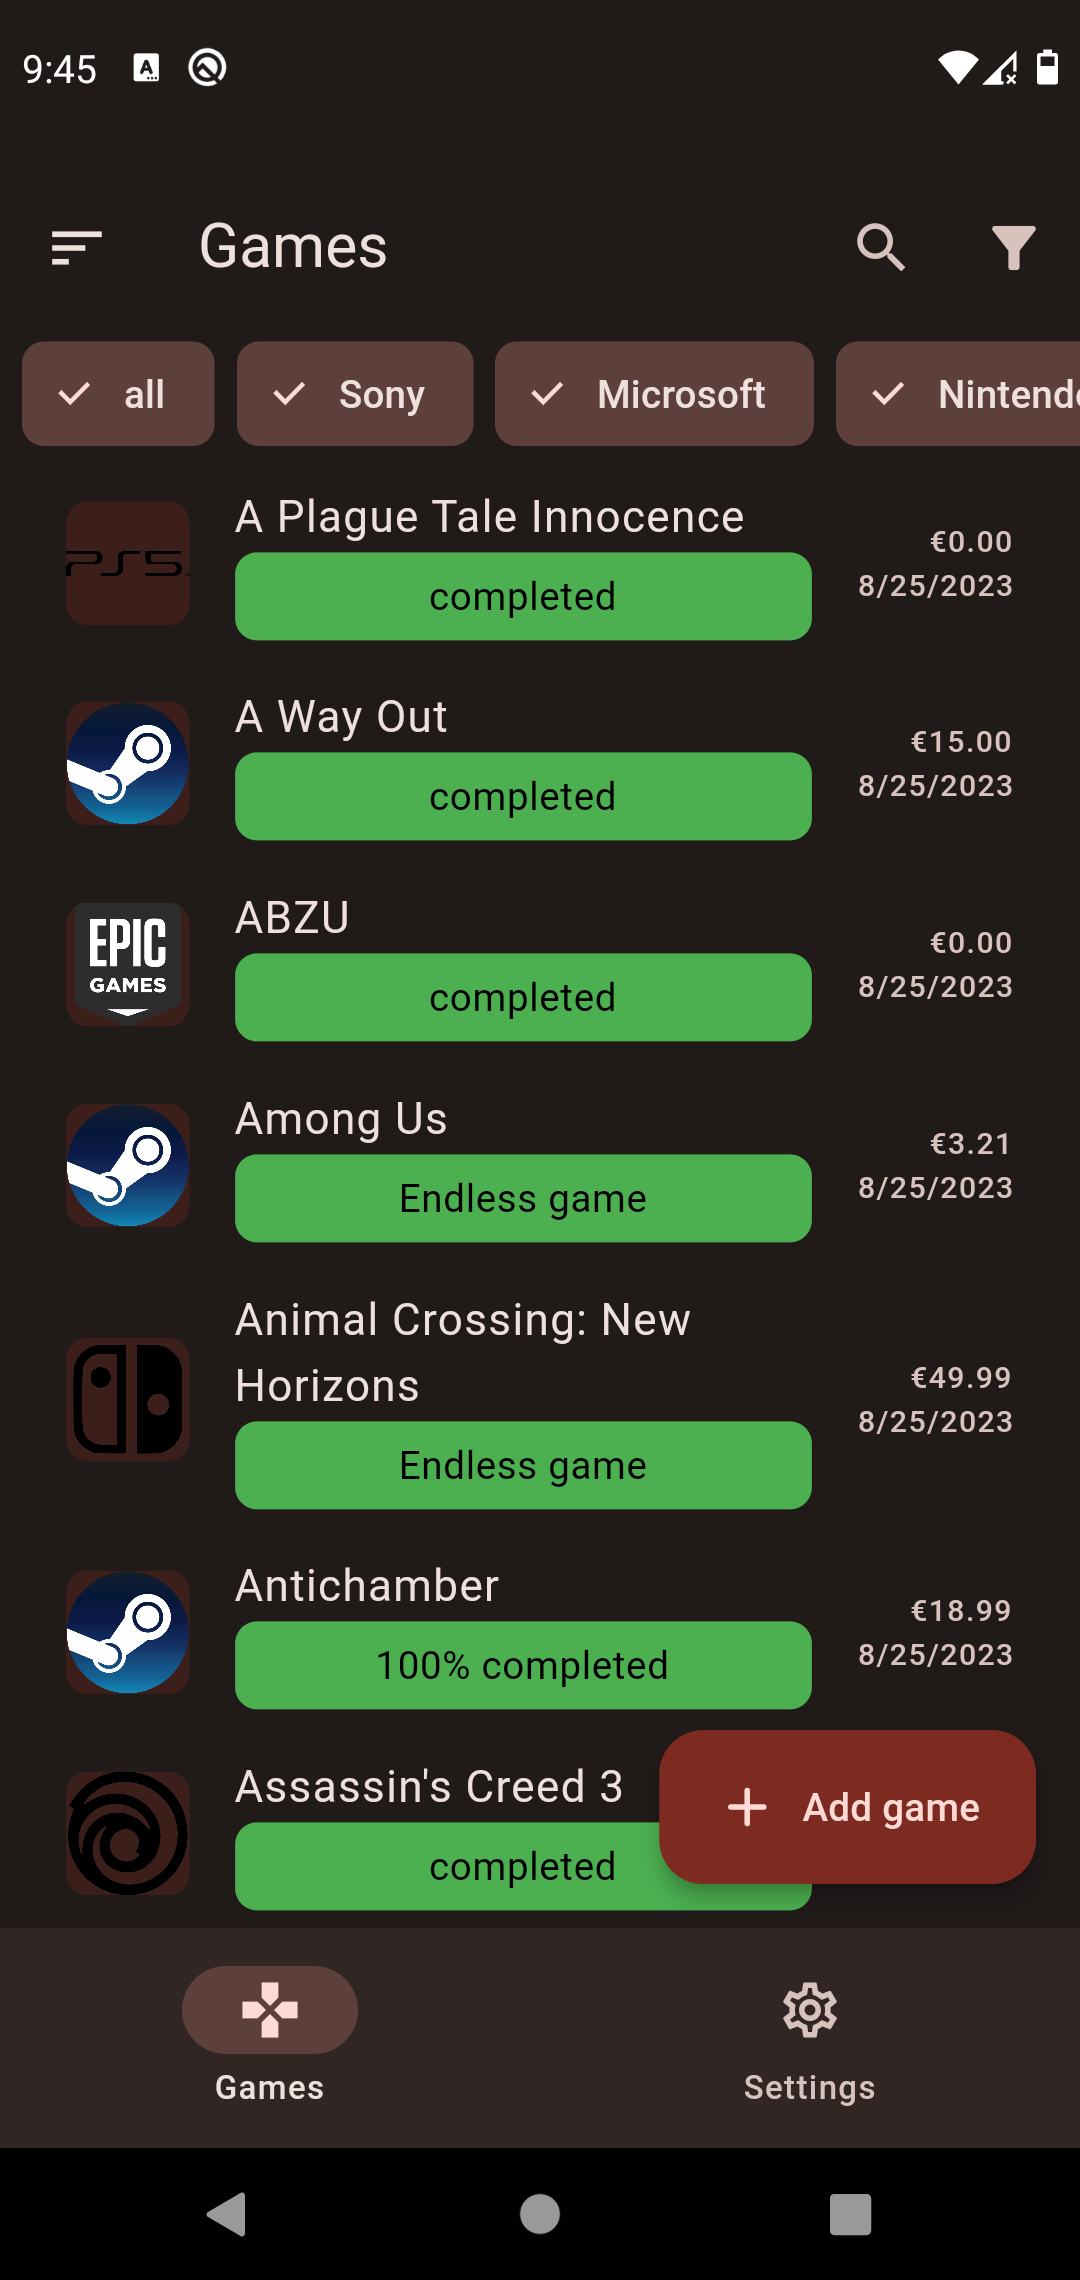 9:45
Games
all
Sony
Microsoft
Nintendo
A Plague Tale Innocence
completed
€0.00
8/25/2023
PS5
A Way Out
completed
€15.00
8/25/2023
EPIC
GAMES
ABZU
completed
€0.00
8/25/2023
Among Us
Endless game
€3.21
8/25/2023
Animal Crossing: New
Horizons
Endless game
€49.99
8/25/2023
Antichamber
100% completed
€18.99
8/25/2023
Assassin's Creed 3
completed
Add game
Games
Settings